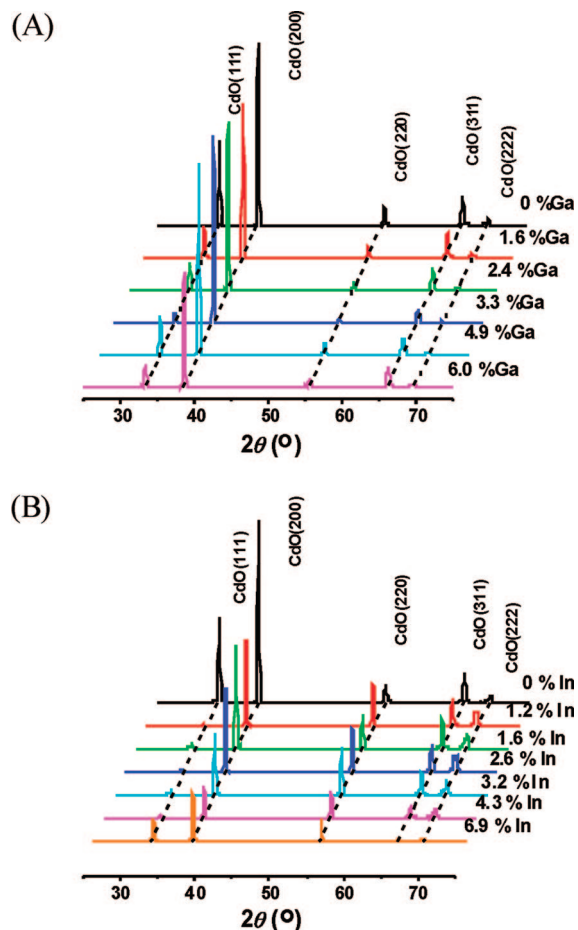 (A)
CdO(111)
CdO(200)
CdO(220)
CdO(311)
CdO(222)
0 %Ga
1.6 %Ga
2.4 %Ga
3.3 %Ga
4.9 %Ga
6.0 %Ga
30 40 50 60 70
2θ (O)
(B)
CdO(111)
CdO(200)
CdO(220)
CdO(311)
CdO(222)
0 % In
1.2 % In
1.6 % In
2.6 % In
3.2 % In
4.3 % In
6.9 % In
30 40 50 60 70
2θ (O)